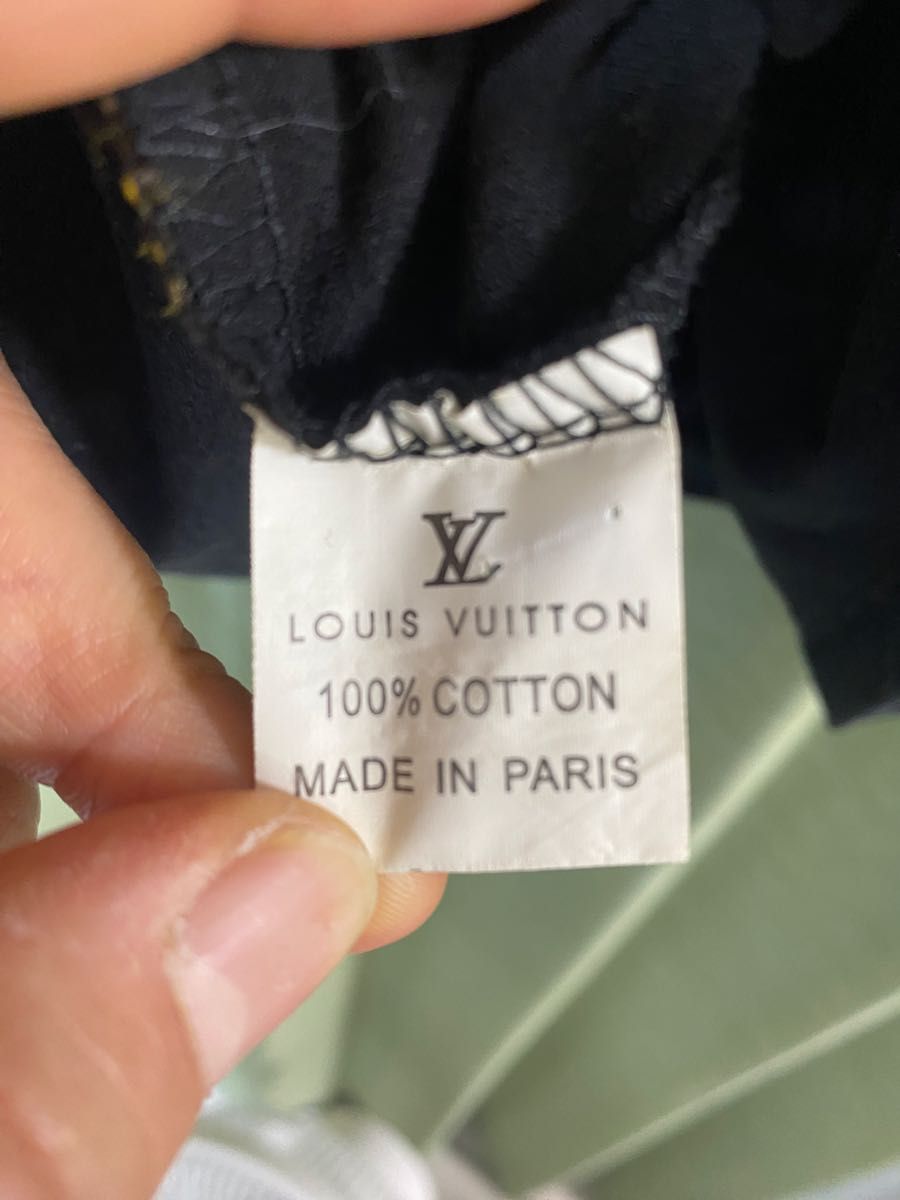 LV
LOUIS VUITTON
100% COTTON
MADE IN PARIS